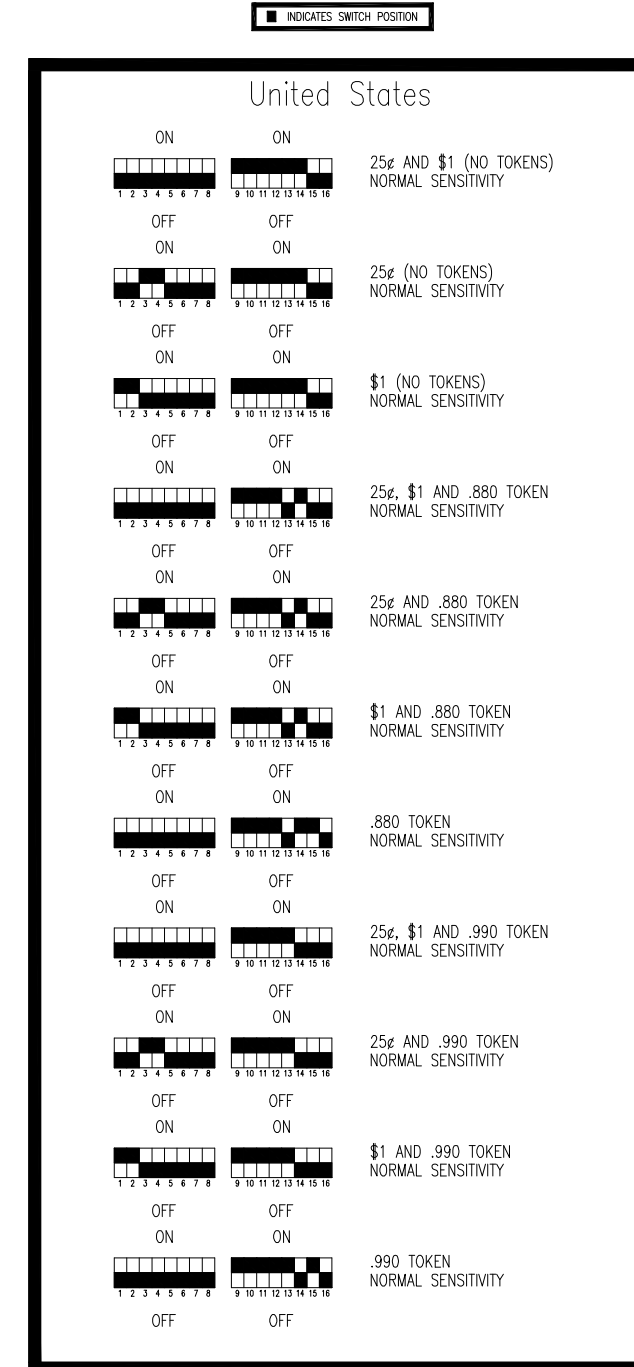 INDICATES SWITCH POSITION
United States
ON ON
25¢ AND $1 (NO TOKENS)
NORMAL SENSITIVITY
1 2 3 4 5 6 7 8 9 10 11 12 13 14 15 16
OFF OFF
ON ON
25¢ (NO TOKENS)
NORMAL SENSITIVITY
1 2 3 4 5 6 7 8 9 10 11 12 13 14 15 16
OFF OFF
ON ON
$1 (NO TOKENS)
NORMAL SENSITIVITY
1 2 3 4 5 6 7 8 9 10 11 12 13 14 15 16
OFF OFF
ON ON
25¢, $1 AND .880 TOKEN
NORMAL SENSITIVITY
1 2 3 4 5 6 7 8 9 10 11 12 13 14 15 16
OFF OFF
ON ON
25¢ AND .880 TOKEN
NORMAL SENSITIVITY
1 2 3 4 5 6 7 8 9 10 11 12 13 14 15 16
OFF OFF
ON ON
$1 AND .880 TOKEN
NORMAL SENSITIVITY
1 2 3 4 5 6 7 8 9 10 11 12 13 14 15 16
OFF OFF
ON ON
.880 TOKEN
NORMAL SENSITIVITY
1 2 3 4 5 6 7 8 9 10 11 12 13 14 15 16
OFF OFF
ON ON
25¢, $1 AND .990 TOKEN
NORMAL SENSITIVITY
1 2 3 4 5 6 7 8 9 10 11 12 13 14 15 16
OFF OFF
ON ON
25¢ AND .990 TOKEN
NORMAL SENSITIVITY
1 2 3 4 5 6 7 8 9 10 11 12 13 14 15 16
OFF OFF
ON ON
$1 AND .990 TOKEN
NORMAL SENSITIVITY
1 2 3 4 5 6 7 8 9 10 11 12 13 14 15 16
OFF OFF
ON ON
.990 TOKEN
NORMAL SENSITIVITY
1 2 3 4 5 6 7 8 9 10 11 12 13 14 15 16
OFF OFF